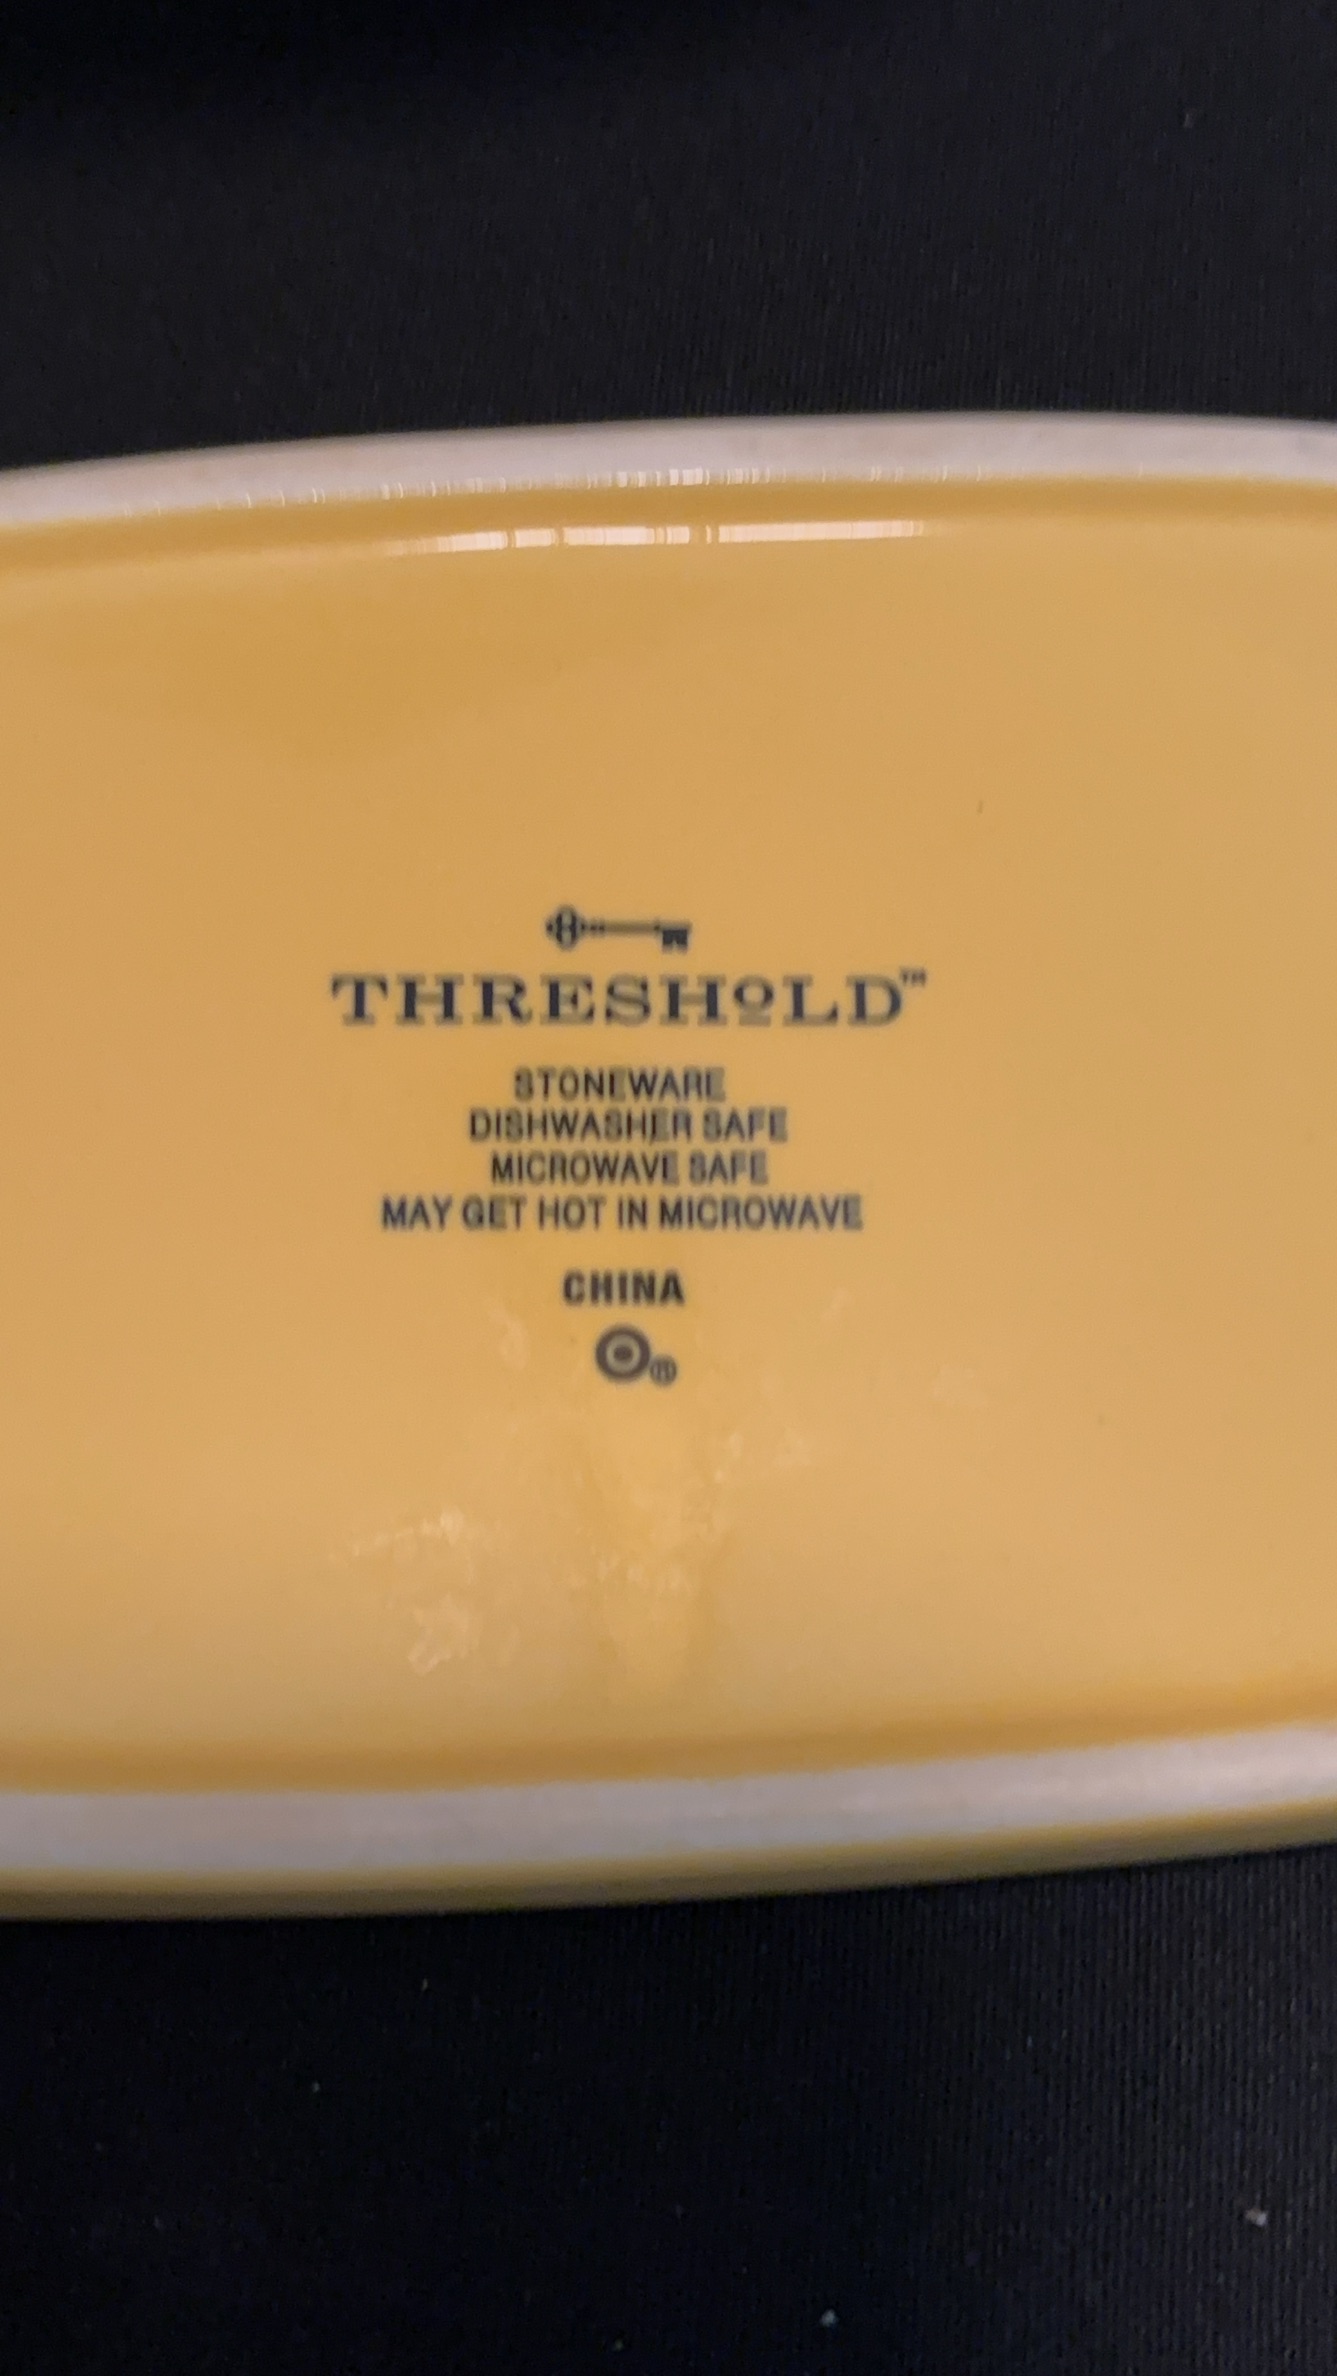 THRESHOLD™
STONEWARE
DISHWASHER SAFE
MICROWAVE SAFE
MAY GET HOT IN MICROWAVE
CHINA
®